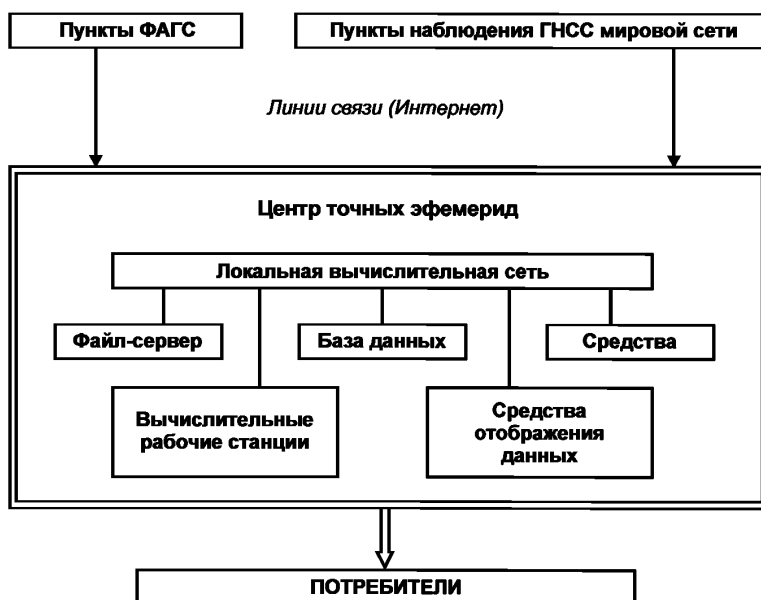 Пункты ФАГС
Пункты наблюдения ГНСС мировой сети
Линии связи (Интернет)
Центр точных эфемерид
Локальная вычислительная сеть
Файл-сервер
База данных
Средства
Вычислительные
рабочие станции
Средства
отображения
данных
ПОТРЕБИТЕЛИ